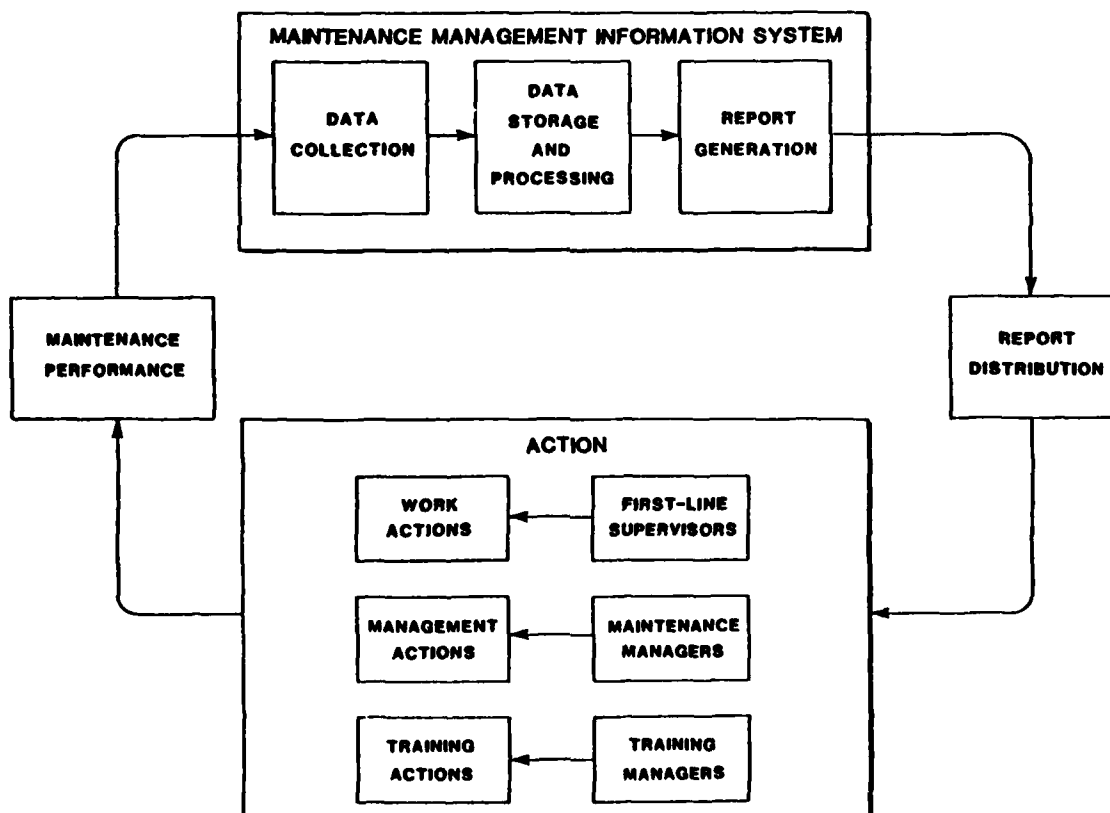 MAINTENANCE MANAGEMENT INFORMATION SYSTEM
DATA
COLLECTION
DATA
STORAGE
AND
PROCESSING
REPORT
GENERATION
MAINTENANCE
PERFORMANCE
REPORT
DISTRIBUTION
ACTION
WORK
ACTIONS
FIRST-LINE
SUPERVISORS
MANAGEMENT
ACTIONS
MAINTENANCE
MANAGERS
TRAINING
ACTIONS
TRAINING
MANAGERS